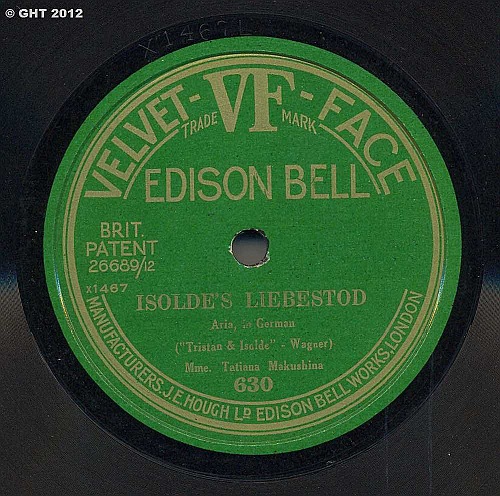 © GHT 2012
X1467L
VELVET-VF-FACE
TRADE MARK
EDISON BELL
BRIT.
PATENT
26689/12
X1467
ISOLDE'S LIEBESTOD
Aria, in German
("Tristan & Isolde" - Wagner)
Mme. Tatiana Makushina
630
MANUFACTURERS, J.E. HOUGH LD EDISON BELL WORKS, LONDON